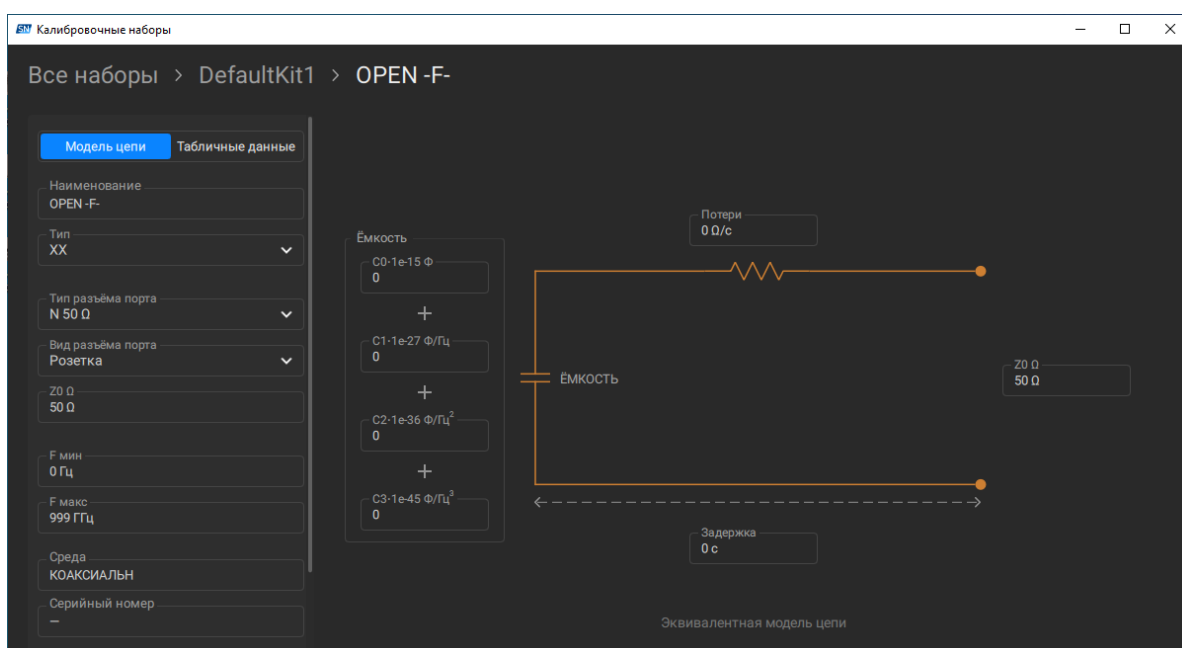 SN Калибровочные наборы
Все наборы > DefaultKit1 > OPEN -F-
Модель цепи Табличные данные
Наименование
OPEN -F-
Тип
XX
Тип разъёма порта
N 50 Ω
Вид разъёма порта
Розетка
Z0 Ω
50 Ω
F мин
0 Гц
F макс
999 ГГц
Среда
КОАКСИАЛЬН
Серийный номер
—
Ёмкость
C0·1e-15 Ф
0
+
C1·1e-27 Ф/Гц
0
+
C2·1e-36 Ф/Гц²
0
+
C3·1e-45 Ф/Гц³
0
Потери
0 Ω/с
ЁМКОСТЬ
Z0 Ω
50 Ω
Задержка
0 с
Эквивалентная модель цепи